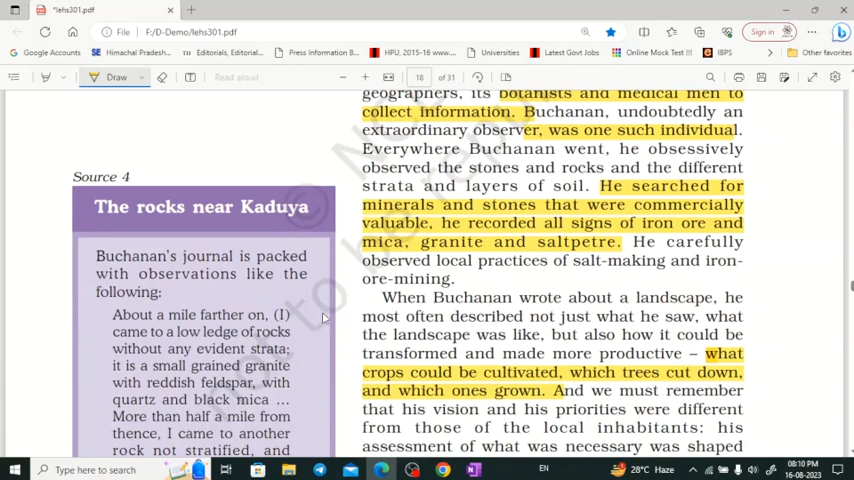 *lehs301.pdf
File
F:/D-Demo/lehs301.pdf
Sign in
Google Accounts
Himachal Pradesh...
Editorials, Editorial...
Press Information B...
HPU, 2015-16 www....
Universities
Latest Govt Jobs
Online Mock Test !!!
IBPS
Other favorites
Draw
Read aloud
18 of 31
geographers, its botanists and medical men to
collect information. Buchanan, undoubtedly an
extraordinary observer, was one such individual.
Everywhere Buchanan went, he obsessively
observed the stones and rocks and the different
strata and layers of soil. He searched for
minerals and stones that were commercially
valuable, he recorded all signs of iron ore and
mica, granite and saltpetre. He carefully
observed local practices of salt-making and iron-
ore-mining.
When Buchanan wrote about a landscape, he
most often described not just what he saw, what
the landscape was like, but also how it could be
transformed and made more productive – what
crops could be cultivated, which trees cut down,
and which ones grown. And we must remember
that his vision and his priorities were different
from those of the local inhabitants: his
assessment of what was necessary was shaped
Source 4
The rocks near Kaduya
Buchanan's journal is packed
with observations like the
following:
About a mile farther on, (I)
came to a low ledge of rocks
without any evident strata;
it is a small grained granite
with reddish feldspar, with
quartz and black mica ...
More than half a mile from
thence, I came to another
rock not stratified, and
not to be
Type here to search
EN
28°C Haze
08:10 PM
16-08-2023